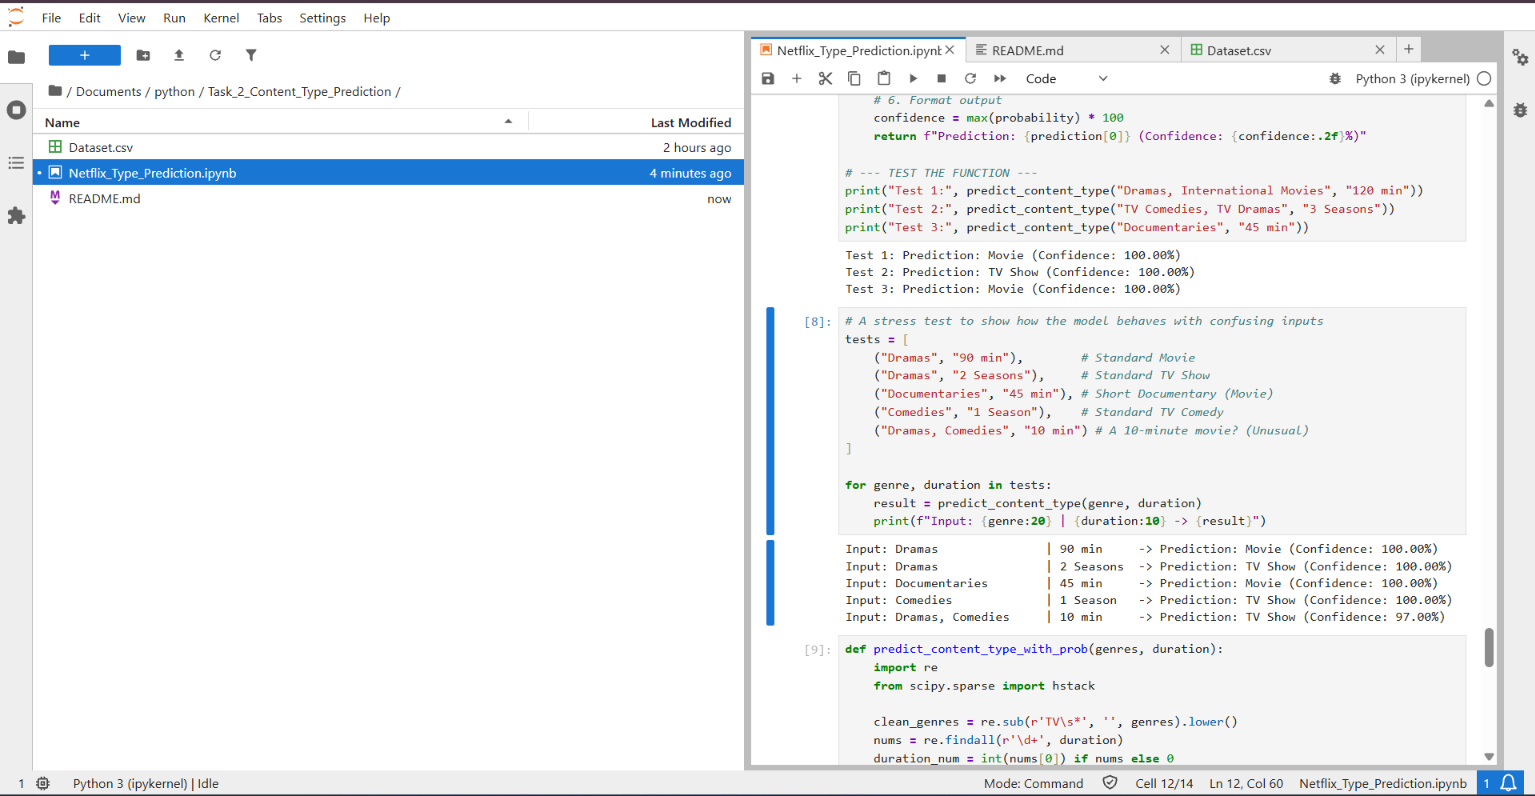 File Edit View Run Kernel Tabs Settings Help
+
/ Documents / python / Task_2_Content_Type_Prediction /
Name Last Modified
Dataset.csv 2 hours ago
Netflix_Type_Prediction.ipynb 4 minutes ago
README.md now
Netflix_Type_Prediction.ipynb README.md Dataset.csv +
Code Python 3 (ipykernel)
# 6. Format output
confidence = max(probability) * 100
return f"Prediction: {prediction[0]} (Confidence: {confidence:.2f}%)"
# --- TEST THE FUNCTION ---
print("Test 1:", predict_content_type("Dramas, International Movies", "120 min"))
print("Test 2:", predict_content_type("TV Comedies, TV Dramas", "3 Seasons"))
print("Test 3:", predict_content_type("Documentaries", "45 min"))
Test 1: Prediction: Movie (Confidence: 100.00%)
Test 2: Prediction: TV Show (Confidence: 100.00%)
Test 3: Prediction: Movie (Confidence: 100.00%)
[8]: # A stress test to show how the model behaves with confusing inputs
tests = [
("Dramas", "90 min"), # Standard Movie
("Dramas", "2 Seasons"), # Standard TV Show
("Documentaries", "45 min"), # Short Documentary (Movie)
("Comedies", "1 Season"), # Standard TV Comedy
("Dramas, Comedies", "10 min") # A 10-minute movie? (Unusual)
]
for genre, duration in tests:
result = predict_content_type(genre, duration)
print(f"Input: {genre:20} | {duration:10} -> {result}")
Input: Dramas | 90 min -> Prediction: Movie (Confidence: 100.00%)
Input: Dramas | 2 Seasons -> Prediction: TV Show (Confidence: 100.00%)
Input: Documentaries | 45 min -> Prediction: Movie (Confidence: 100.00%)
Input: Comedies | 1 Season -> Prediction: TV Show (Confidence: 100.00%)
Input: Dramas, Comedies | 10 min -> Prediction: TV Show (Confidence: 97.00%)
[9]: def predict_content_type_with_prob(genres, duration):
import re
from scipy.sparse import hstack
clean_genres = re.sub(r'TV\s*', '', genres).lower()
nums = re.findall(r'\d+', duration)
duration_num = int(nums[0]) if nums else 0
1 Python 3 (ipykernel) | Idle Mode: Command Cell 12/14 Ln 12, Col 60 Netflix_Type_Prediction.ipynb 1